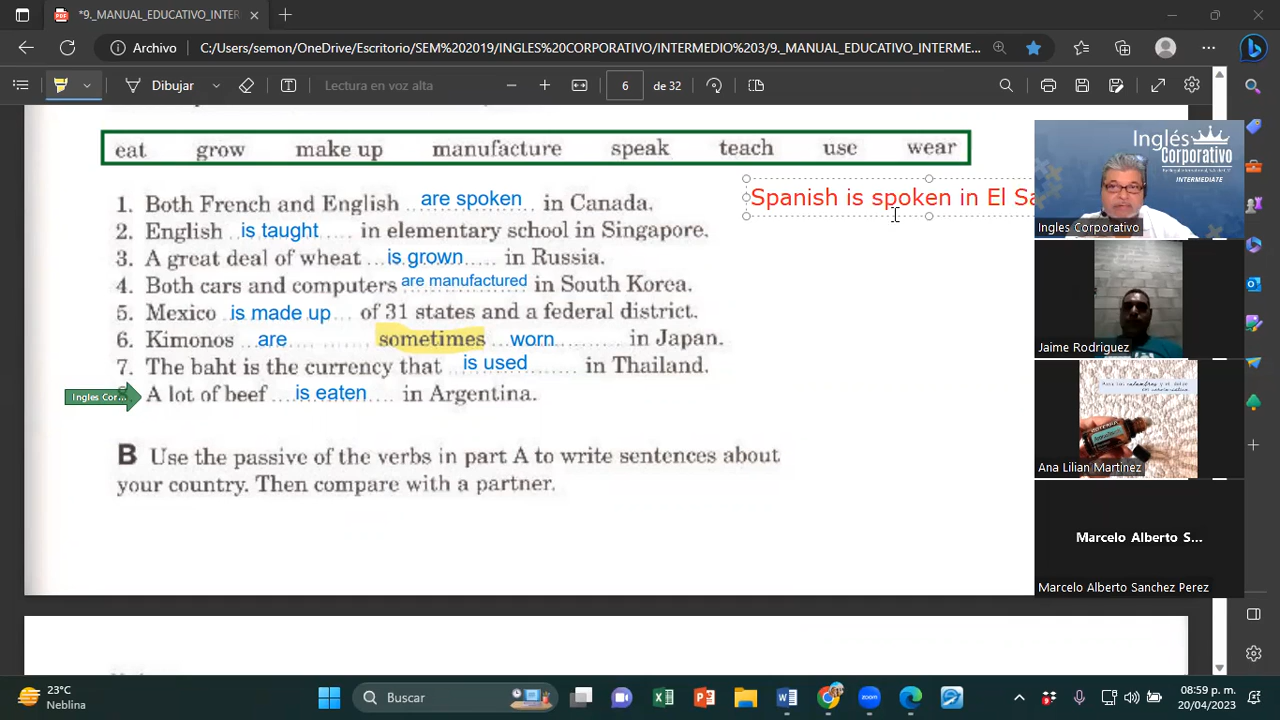 *9._MANUAL_EDUCATIVO_INTERMED
Archivo
C:/Users/semon/OneDrive/Escritorio/SEM%202019/INGLES%20CORPORATIVO/INTERMEDIO%203/9._MANUAL_EDUCATIVO_INTERME...
Dibujar
Lectura en voz alta
6
de 32
eat grow make up manufacture speak teach use wear
Spanish is spoken in El Sa
1. Both French and English are spoken in Canada.
2. English is taught in elementary school in Singapore.
3. A great deal of wheat is grown in Russia.
4. Both cars and computers are manufactured in South Korea.
5. Mexico is made up of 31 states and a federal district.
6. Kimonos are sometimes worn in Japan.
7. The baht is the currency that is used in Thailand.
Ingles Cor...
A lot of beef is eaten in Argentina.
B Use the passive of the verbs in part A to write sentences about
your country. Then compare with a partner.
Inglés
Corporativo
INTERMEDIATE
Ingles Corporativo
Jaime Rodriguez
Ana Lilian Martinez
Marcelo Alberto S...
Marcelo Alberto Sanchez Perez
23°C
Neblina
Buscar
08:59 p. m.
20/04/2023